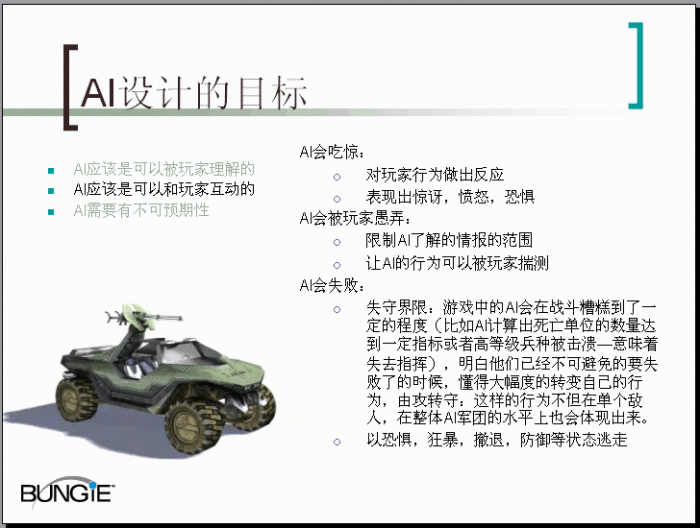 AI设计的目标
AI应该是可以被玩家理解的
AI应该是可以和玩家互动的
AI需要有不可预期性
AI会吃惊：
对玩家行为做出反应
表现出惊讶，愤怒，恐惧
AI会被玩家愚弄：
限制AI了解的情报的范围
让AI的行为可以被玩家揣测
AI会失败：
失守界限：游戏中的AI会在战斗糟糕到了一
定的程度（比如AI计算出死亡单位的数量达
到一定指标或者高等级兵种被击溃—意味着
失去指挥），明白他们已经不可避免的要失
败了的时候，懂得大幅度的转变自己的行
为，由攻转守：这样的行为不但在单个敌
人，在整体AI军团的水平上也会体现出来。
以恐惧，狂暴，撤退，防御等状态逃走
BUNGiE™